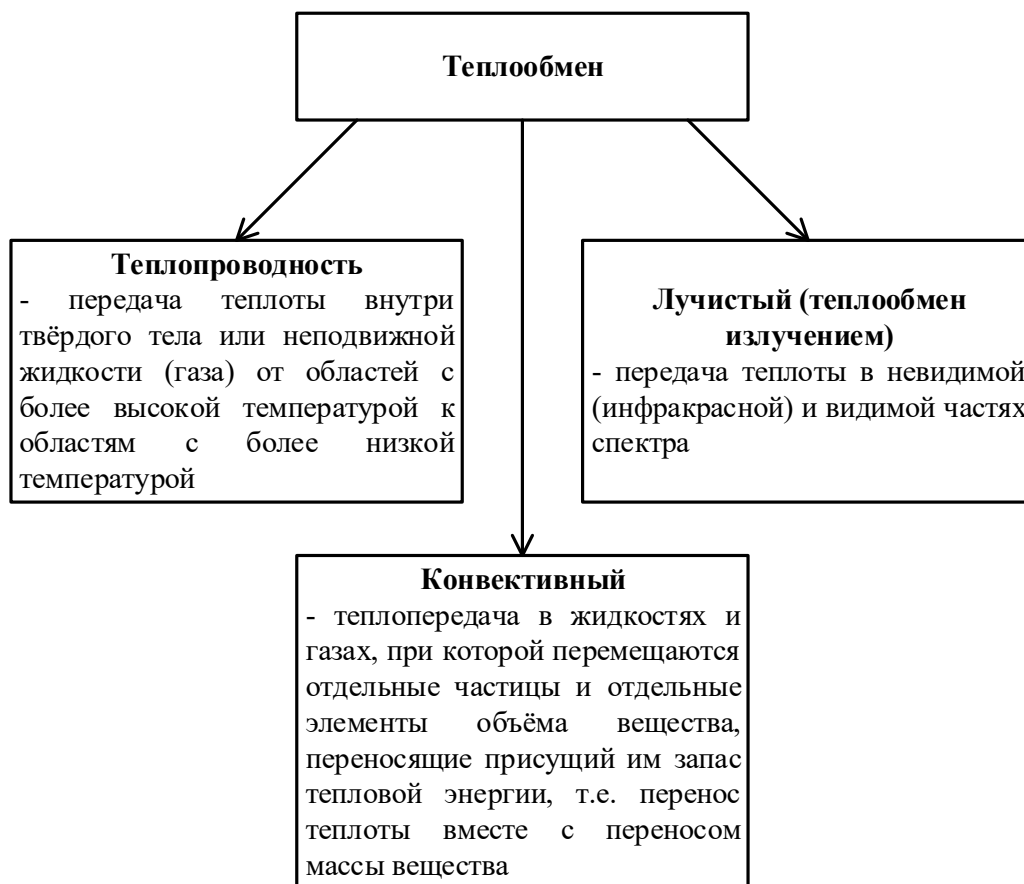 Теплообмен
Теплопроводность
- передача теплоты внутри
твёрдого тела или неподвижной
жидкости (газа) от областей с
более высокой температурой к
областям с более низкой
температурой
Лучистый (теплообмен
излучением)
- передача теплоты в невидимой
(инфракрасной) и видимой частях
спектра
Конвективный
- теплопередача в жидкостях и
газах, при которой перемещаются
отдельные частицы и отдельные
элементы объёма вещества,
переносящие присущий им запас
тепловой энергии, т.е. перенос
теплоты вместе с переносом
массы вещества